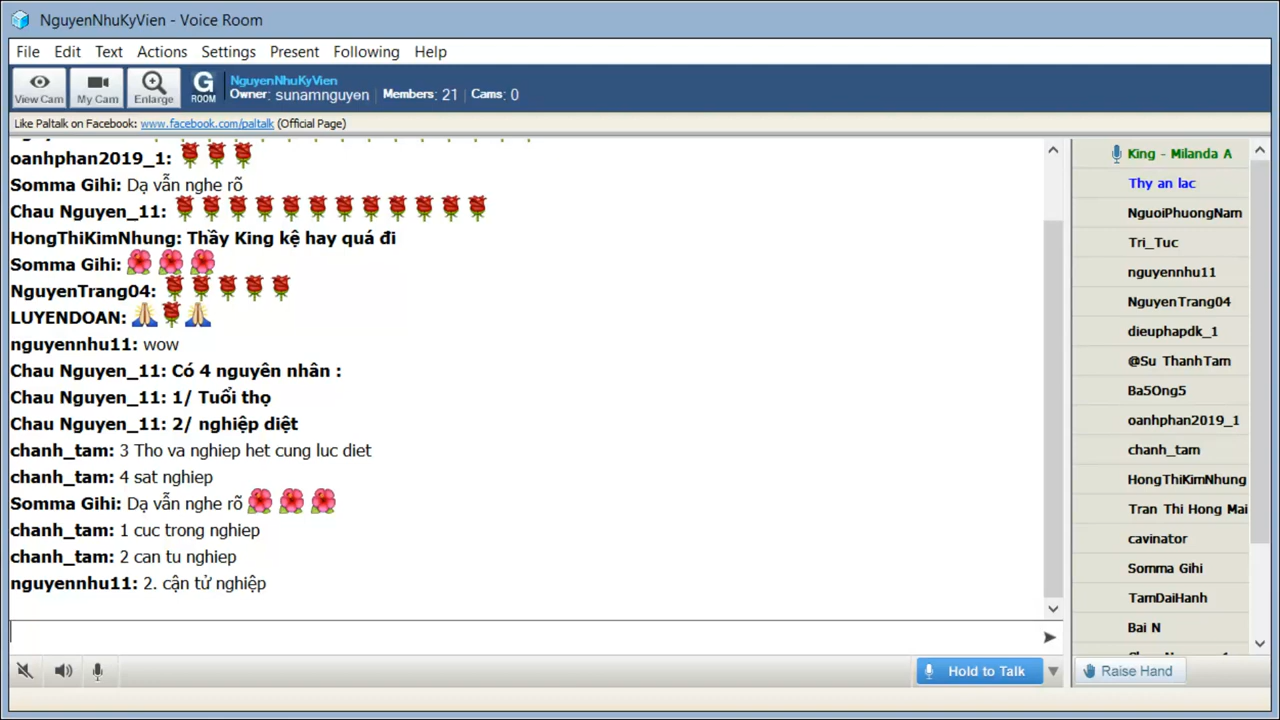 NguyenNhuKyVien - Voice Room
File Edit Text Actions Settings Present Following Help
View Cam
My Cam
Enlarge
G ROOM
NguyenNhuKyVien
Owner: sunamnguyen Members: 21 Cams: 0
Like Paltalk on Facebook: www.facebook.com/paltalk (Official Page)
oanhphan2019_1:
Somma Gihi: Dạ vẫn nghe rõ
Chau Nguyen_11:
HongThiKimNhung: Thầy King kệ hay quá đi
Somma Gihi:
NguyenTrang04:
LUYENDOAN:
nguyennhu11: wow
Chau Nguyen_11: Có 4 nguyên nhân :
Chau Nguyen_11: 1/ Tuổi thọ
Chau Nguyen_11: 2/ nghiệp diệt
chanh_tam: 3 Tho va nghiep het cung luc diet
chanh_tam: 4 sat nghiep
Somma Gihi: Dạ vẫn nghe rõ
chanh_tam: 1 cuc trong nghiep
chanh_tam: 2 can tu nghiep
nguyennhu11: 2. cận tử nghiệp
King - Milanda A
Thy an lac
NguoiPhuongNam
Tri_Tuc
nguyennhu11
NguyenTrang04
dieuphapdk_1
@Su ThanhTam
Ba5Ong5
oanhphan2019_1
chanh_tam
HongThiKimNhung
Tran Thi Hong Mai
cavinator
Somma Gihi
TamDaiHanh
Bai N
Hold to Talk
Raise Hand